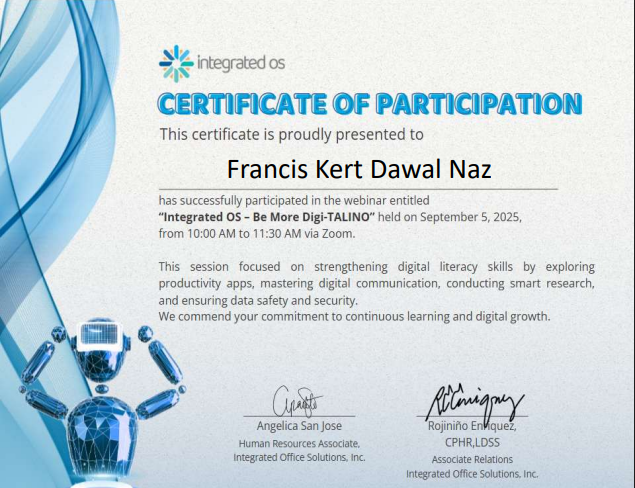 integrated os
CERTIFICATE OF PARTICIPATION
This certificate is proudly presented to
Francis Kert Dawal Naz
has successfully participated in the webinar entitled
“Integrated OS – Be More Digi-TALINO” held on September 5, 2025,
from 10:00 AM to 11:30 AM via Zoom.
This session focused on strengthening digital literacy skills by exploring
productivity apps, mastering digital communication, conducting smart research,
and ensuring data safety and security.
We commend your commitment to continuous learning and digital growth.
Angelica San Jose
Human Resources Associate,
Integrated Office Solutions, Inc.
Rojiniño Enriquez,
CPHR,LDSS
Associate Relations
Integrated Office Solutions, Inc.